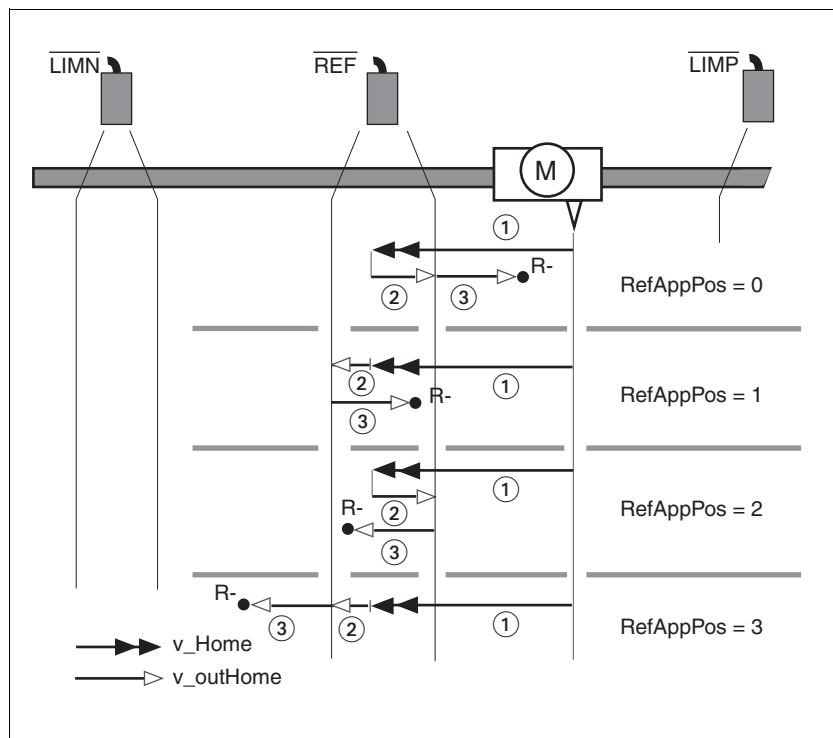 LIMN REF LIMP
M
1
R-
2 3 RefAppPos = 0
2 1
R-
3 RefAppPos = 1
1
2
R- RefAppPos = 2
3
R-
3 2 1 RefAppPos = 3
v_Home
v_outHome